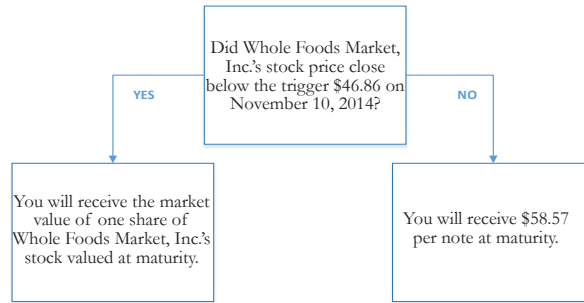 Did Whole Foods Market,
Inc.'s stock price close
below the trigger $46.86 on
November 10, 2014?
YES
NO
You will receive the market
value of one share of
Whole Foods Market, Inc.'s
stock valued at maturity.
You will receive $58.57
per note at maturity.